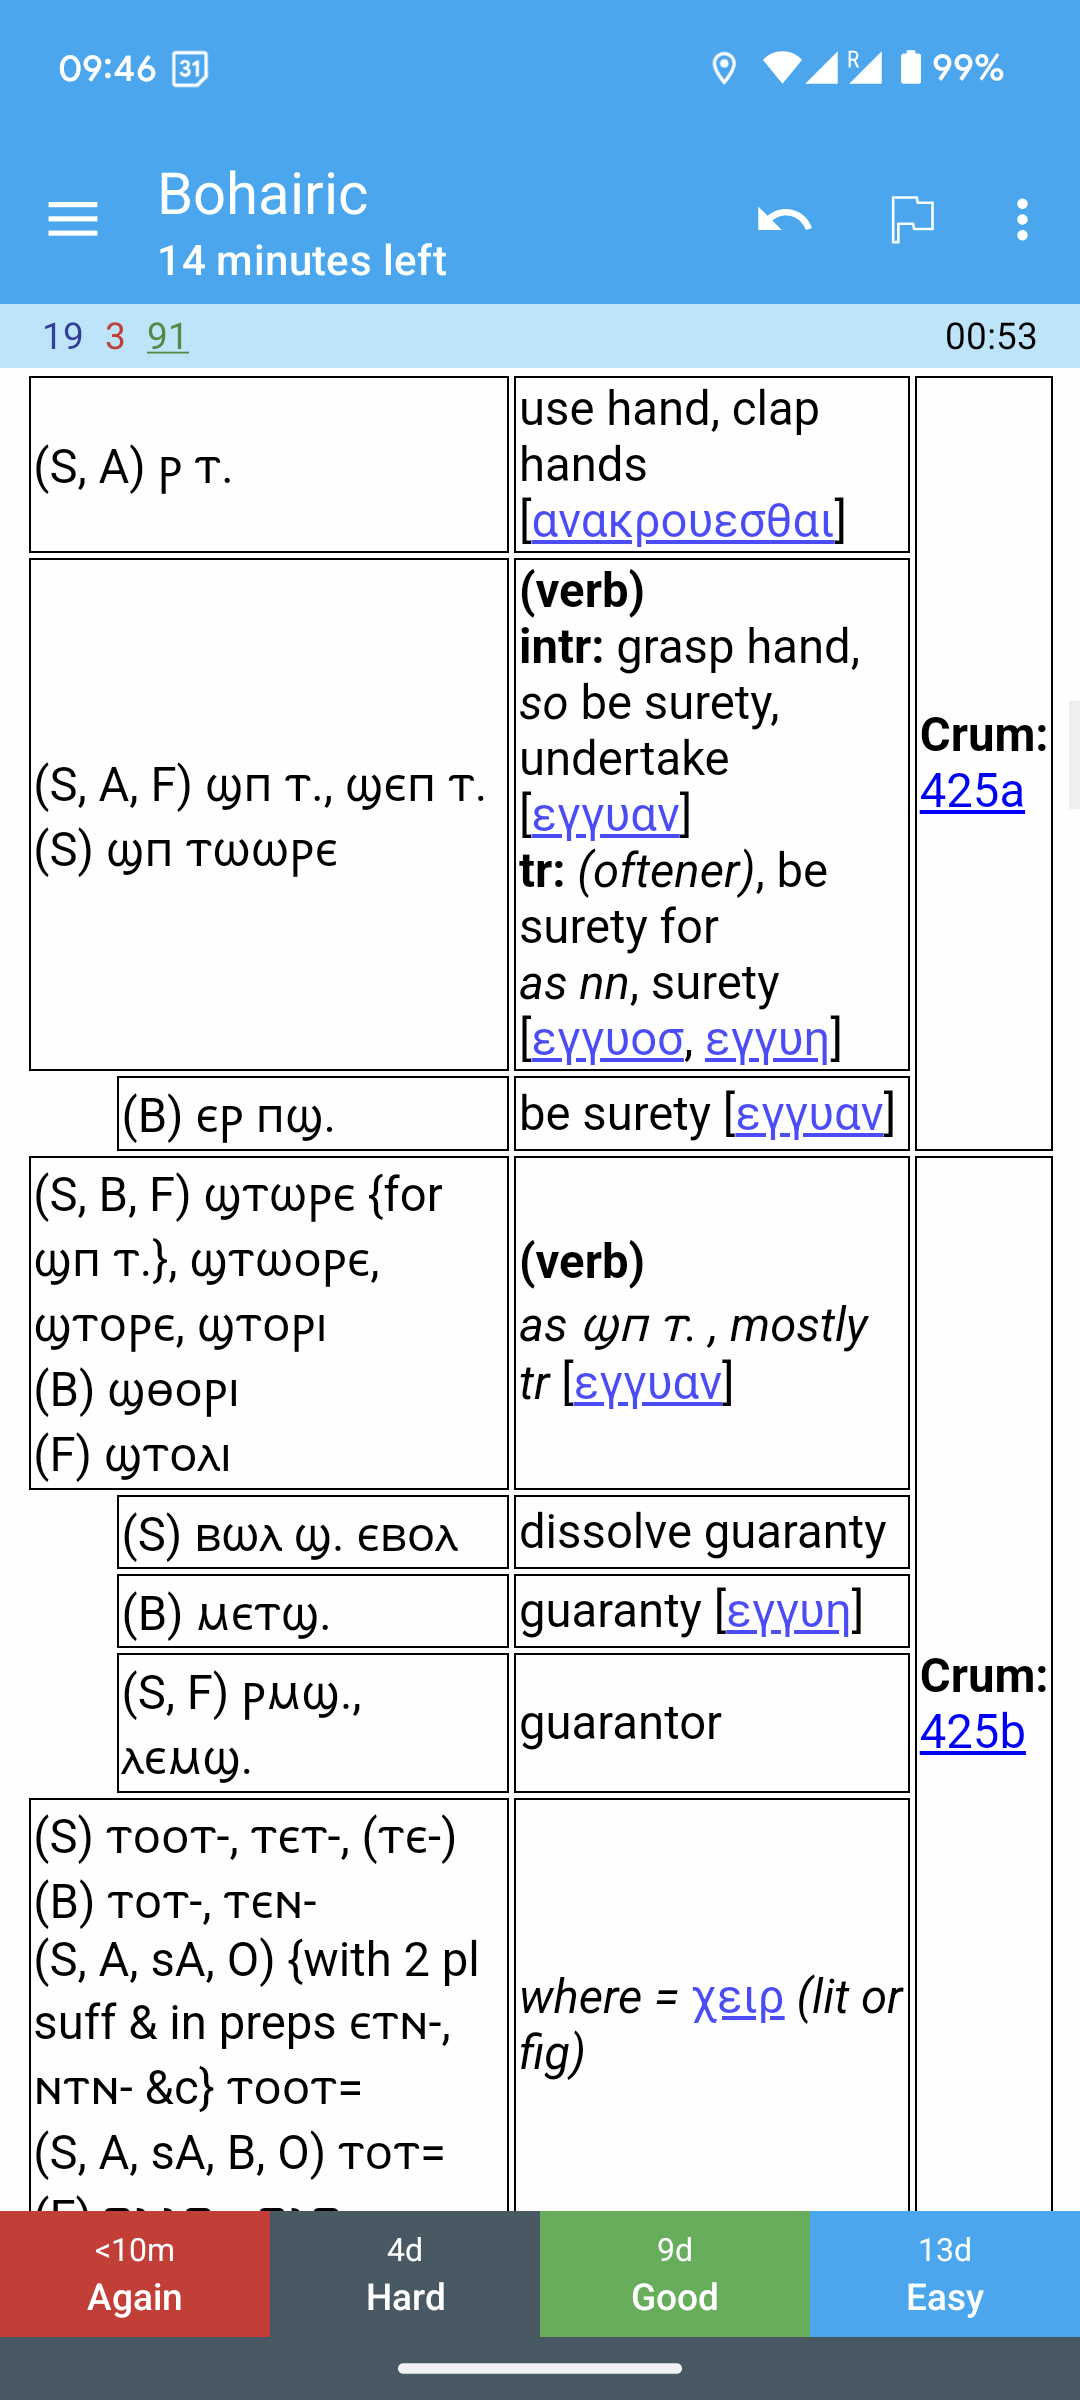 09:46 31 R 99%
Bohairic
14 minutes left
19 3 91 00:53
(S, A) ⲣ ⲧ.
use hand, clap
hands
[ανακρουεσθαι]
(S, A, F) ϣⲡ ⲧ., ϣⲉⲡ ⲧ.
(S) ϣⲡ ⲧⲱⲱⲣⲉ
(verb)
intr: grasp hand,
so be surety,
undertake
[εγγυαν]
tr: (oftener), be
surety for
as nn, surety
[εγγυοσ, εγγυη]
(B) ⲉⲣ ⲡϣ.
be surety [εγγυαν]
Crum:
425a
(S, B, F) ϣⲧⲱⲣⲉ {for
ϣⲡ ⲧ.}, ϣⲧⲱⲟⲣⲉ,
ϣⲧⲟⲣⲉ, ϣⲧⲟⲣⲓ
(B) ϣⲑⲟⲣⲓ
(F) ϣⲧⲟⲗⲓ
(verb)
as ϣⲡ ⲧ. , mostly
tr [εγγυαν]
(S) ⲃⲱⲗ ϣ. ⲉⲃⲟⲗ
dissolve guaranty
(B) ⲙⲉⲧϣ.
guaranty [εγγυη]
(S, F) ⲣⲙϣ.,
ⲗⲉⲙϣ.
guarantor
(S) ⲧⲟⲟⲧ-, ⲧⲉⲧ-, (ⲧⲉ-)
(B) ⲧⲟⲧ-, ⲧⲉⲛ-
(S, A, sA, O) {with 2 pl
suff & in preps ⲉⲧⲛ-,
ⲛⲧⲛ- &c} ⲧⲟⲟⲧ=
(S, A, sA, B, O) ⲧⲟⲧ=
where = χειρ (lit or
fig)
Crum:
425b
<10m 4d 9d 13d
Again Hard Good Easy